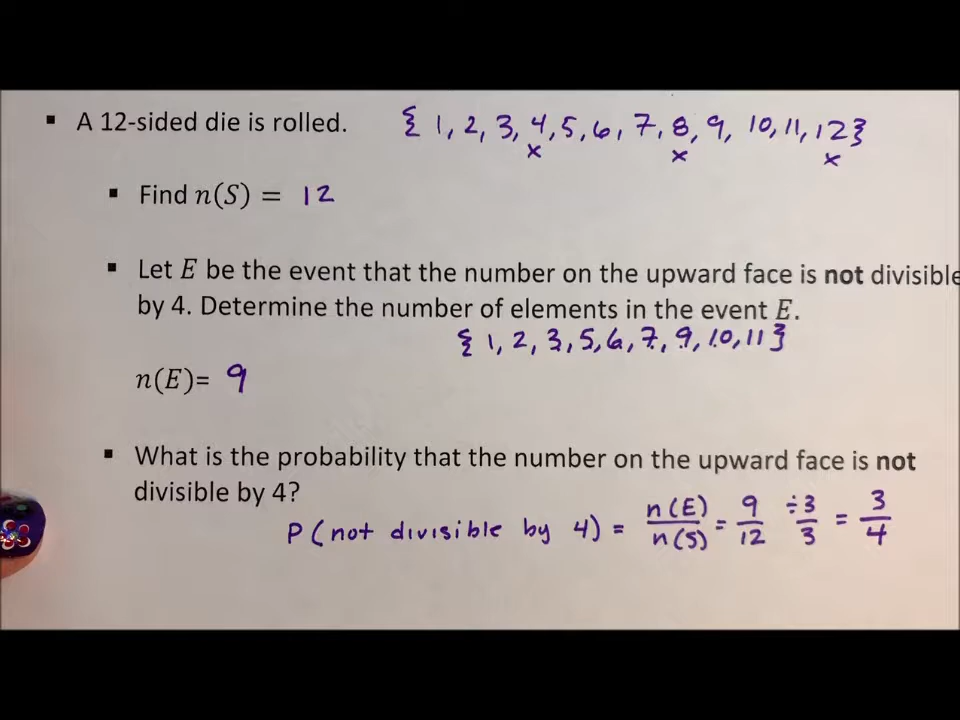 ▪ A 12-sided die is rolled. { 1, 2, 3, 4, 5, 6, 7, 8, 9, 10, 11, 12 }
x x x
▪ Find n(S) = 12
▪ Let E be the event that the number on the upward face is not divisible
by 4. Determine the number of elements in the event E.
{ 1, 2, 3, 5, 6, 7, 9, 10, 11 }
n(E)= 9
▪ What is the probability that the number on the upward face is not
divisible by 4?
P ( not divisible by 4) = n(E)/n(S) = 9/12 ÷3/3 = 3/4